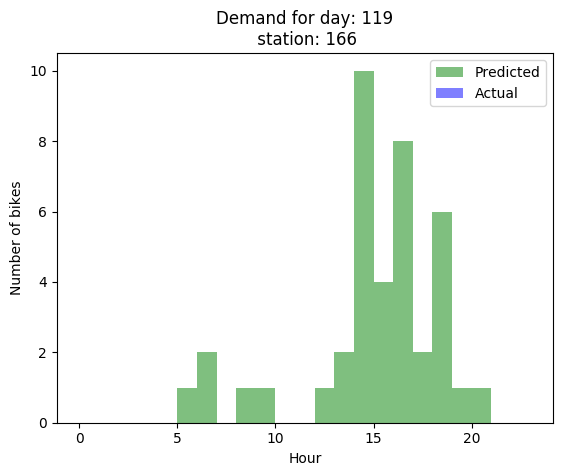 Demand for day: 119
station: 166
Predicted
Actual
10
8
6
4
2
0
Number of bikes
0 5 10 15 20
Hour